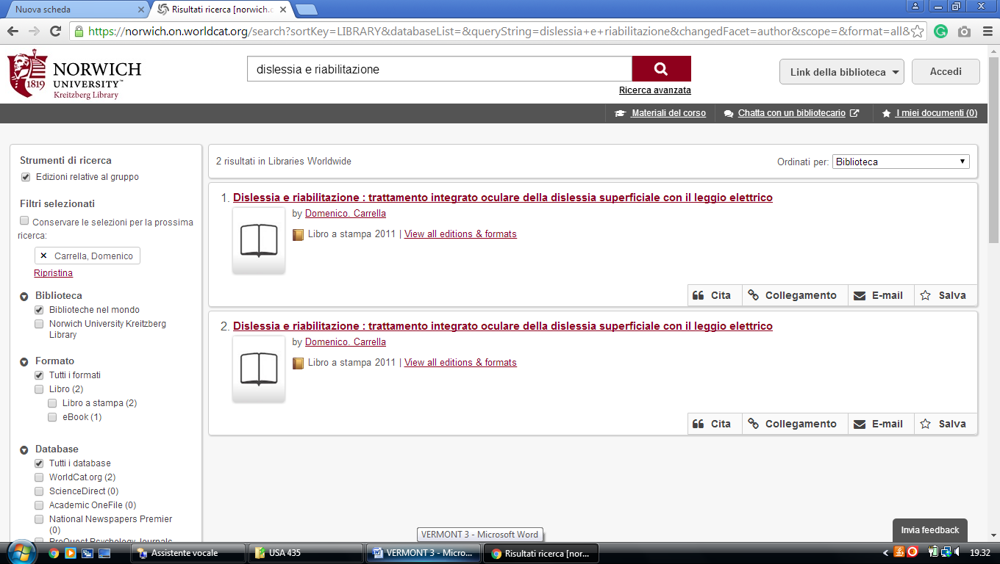 Nuova scheda
Risultati ricerca [norwich.c
https://norwich.on.worldcat.org/search?sortKey=LIBRARY&databaseList=&queryString=dislessia+e+riabilitazione&changedFacet=author&scope=&format=all&
1819
NORWICH
UNIVERSITY™
Kreitzberg Library
dislessia e riabilitazione
Ricerca avanzata
Link della biblioteca
Accedi
Materiali del corso
Chatta con un bibliotecario
I miei documenti (0)
Strumenti di ricerca
Edizioni relative al gruppo
Filtri selezionati
Conservare le selezioni per la prossima
ricerca:
× Carrella, Domenico
Ripristina
Biblioteca
Biblioteche nel mondo
Norwich University Kreitzberg
Library
Formato
Tutti i formati
Libro (2)
Libro a stampa (2)
eBook (1)
Database
Tutti i database
WorldCat.org (2)
ScienceDirect (0)
Academic OneFile (0)
National Newspapers Premier
(0)
ProQuest Psychology Journals
2 risultati in Libraries Worldwide
Ordinati per: Biblioteca
1. Dislessia e riabilitazione : trattamento integrato oculare della dislessia superficiale con il leggio elettrico
by Domenico. Carrella
Libro a stampa 2011 | View all editions & formats
Cita Collegamento E-mail Salva
2. Dislessia e riabilitazione : trattamento integrato oculare della dislessia superficiale con il leggio elettrico
by Domenico. Carrella
Libro a stampa 2011 | View all editions & formats
Cita Collegamento E-mail Salva
Invia feedback
VERMONT 3 - Microsoft Word
Assistente vocale
USA 435
VERMONT 3 - Micro...
Risultati ricerca [nor...
19.32